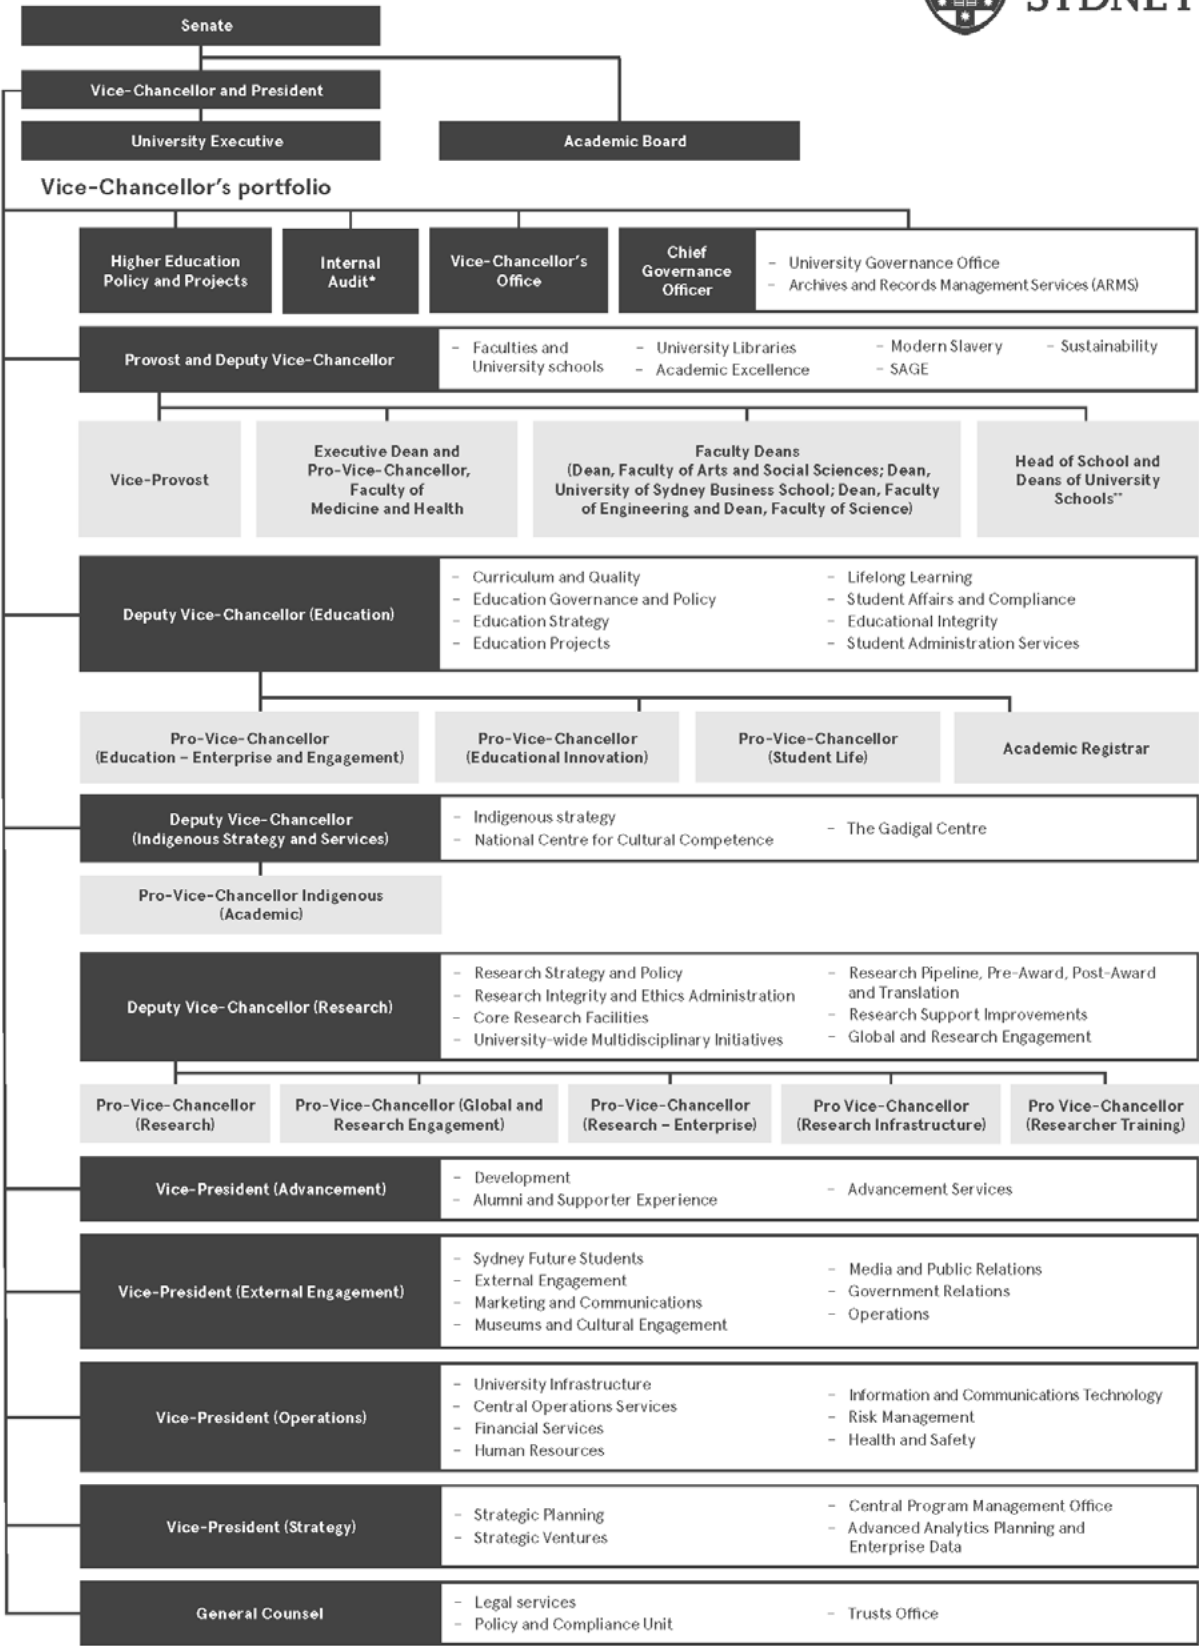 SYDNEY
Senate
Vice-Chancellor and President
University Executive
Academic Board
Vice-Chancellor's portfolio
Higher Education
Policy and Projects
Internal
Audit*
Vice-Chancellor's
Office
Chief
Governance
Officer
- University Governance Office
- Archives and Records Management Services (ARMS)
Provost and Deputy Vice-Chancellor
- Faculties and
University schools
- University Libraries
- Academic Excellence
- Modern Slavery
- SAGE
- Sustainability
Vice-Provost
Executive Dean and
Pro-Vice-Chancellor,
Faculty of
Medicine and Health
Faculty Deans
(Dean, Faculty of Arts and Social Sciences; Dean,
University of Sydney Business School; Dean, Faculty
of Engineering and Dean, Faculty of Science)
Head of School and
Deans of University
Schools**
Deputy Vice-Chancellor (Education)
- Curriculum and Quality
- Education Governance and Policy
- Education Strategy
- Education Projects
- Lifelong Learning
- Student Affairs and Compliance
- Educational Integrity
- Student Administration Services
Pro-Vice-Chancellor
(Education – Enterprise and Engagement)
Pro-Vice-Chancellor
(Educational Innovation)
Pro-Vice-Chancellor
(Student Life)
Academic Registrar
Deputy Vice-Chancellor
(Indigenous Strategy and Services)
- Indigenous strategy
- National Centre for Cultural Competence
- The Gadigal Centre
Pro-Vice-Chancellor Indigenous
(Academic)
Deputy Vice-Chancellor (Research)
- Research Strategy and Policy
- Research Integrity and Ethics Administration
- Core Research Facilities
- University-wide Multidisciplinary Initiatives
- Research Pipeline, Pre-Award, Post-Award
and Translation
- Research Support Improvements
- Global and Research Engagement
Pro-Vice-Chancellor
(Research)
Pro-Vice-Chancellor (Global and
Research Engagement)
Pro-Vice-Chancellor
(Research – Enterprise)
Pro Vice-Chancellor
(Research Infrastructure)
Pro Vice-Chancellor
(Researcher Training)
Vice-President (Advancement)
- Development
- Alumni and Supporter Experience
- Advancement Services
Vice-President (External Engagement)
- Sydney Future Students
- External Engagement
- Marketing and Communications
- Museums and Cultural Engagement
- Media and Public Relations
- Government Relations
- Operations
Vice-President (Operations)
- University Infrastructure
- Central Operations Services
- Financial Services
- Human Resources
- Information and Communications Technology
- Risk Management
- Health and Safety
Vice-President (Strategy)
- Strategic Planning
- Strategic Ventures
- Central Program Management Office
- Advanced Analytics Planning and
Enterprise Data
General Counsel
- Legal services
- Policy and Compliance Unit
- Trusts Office